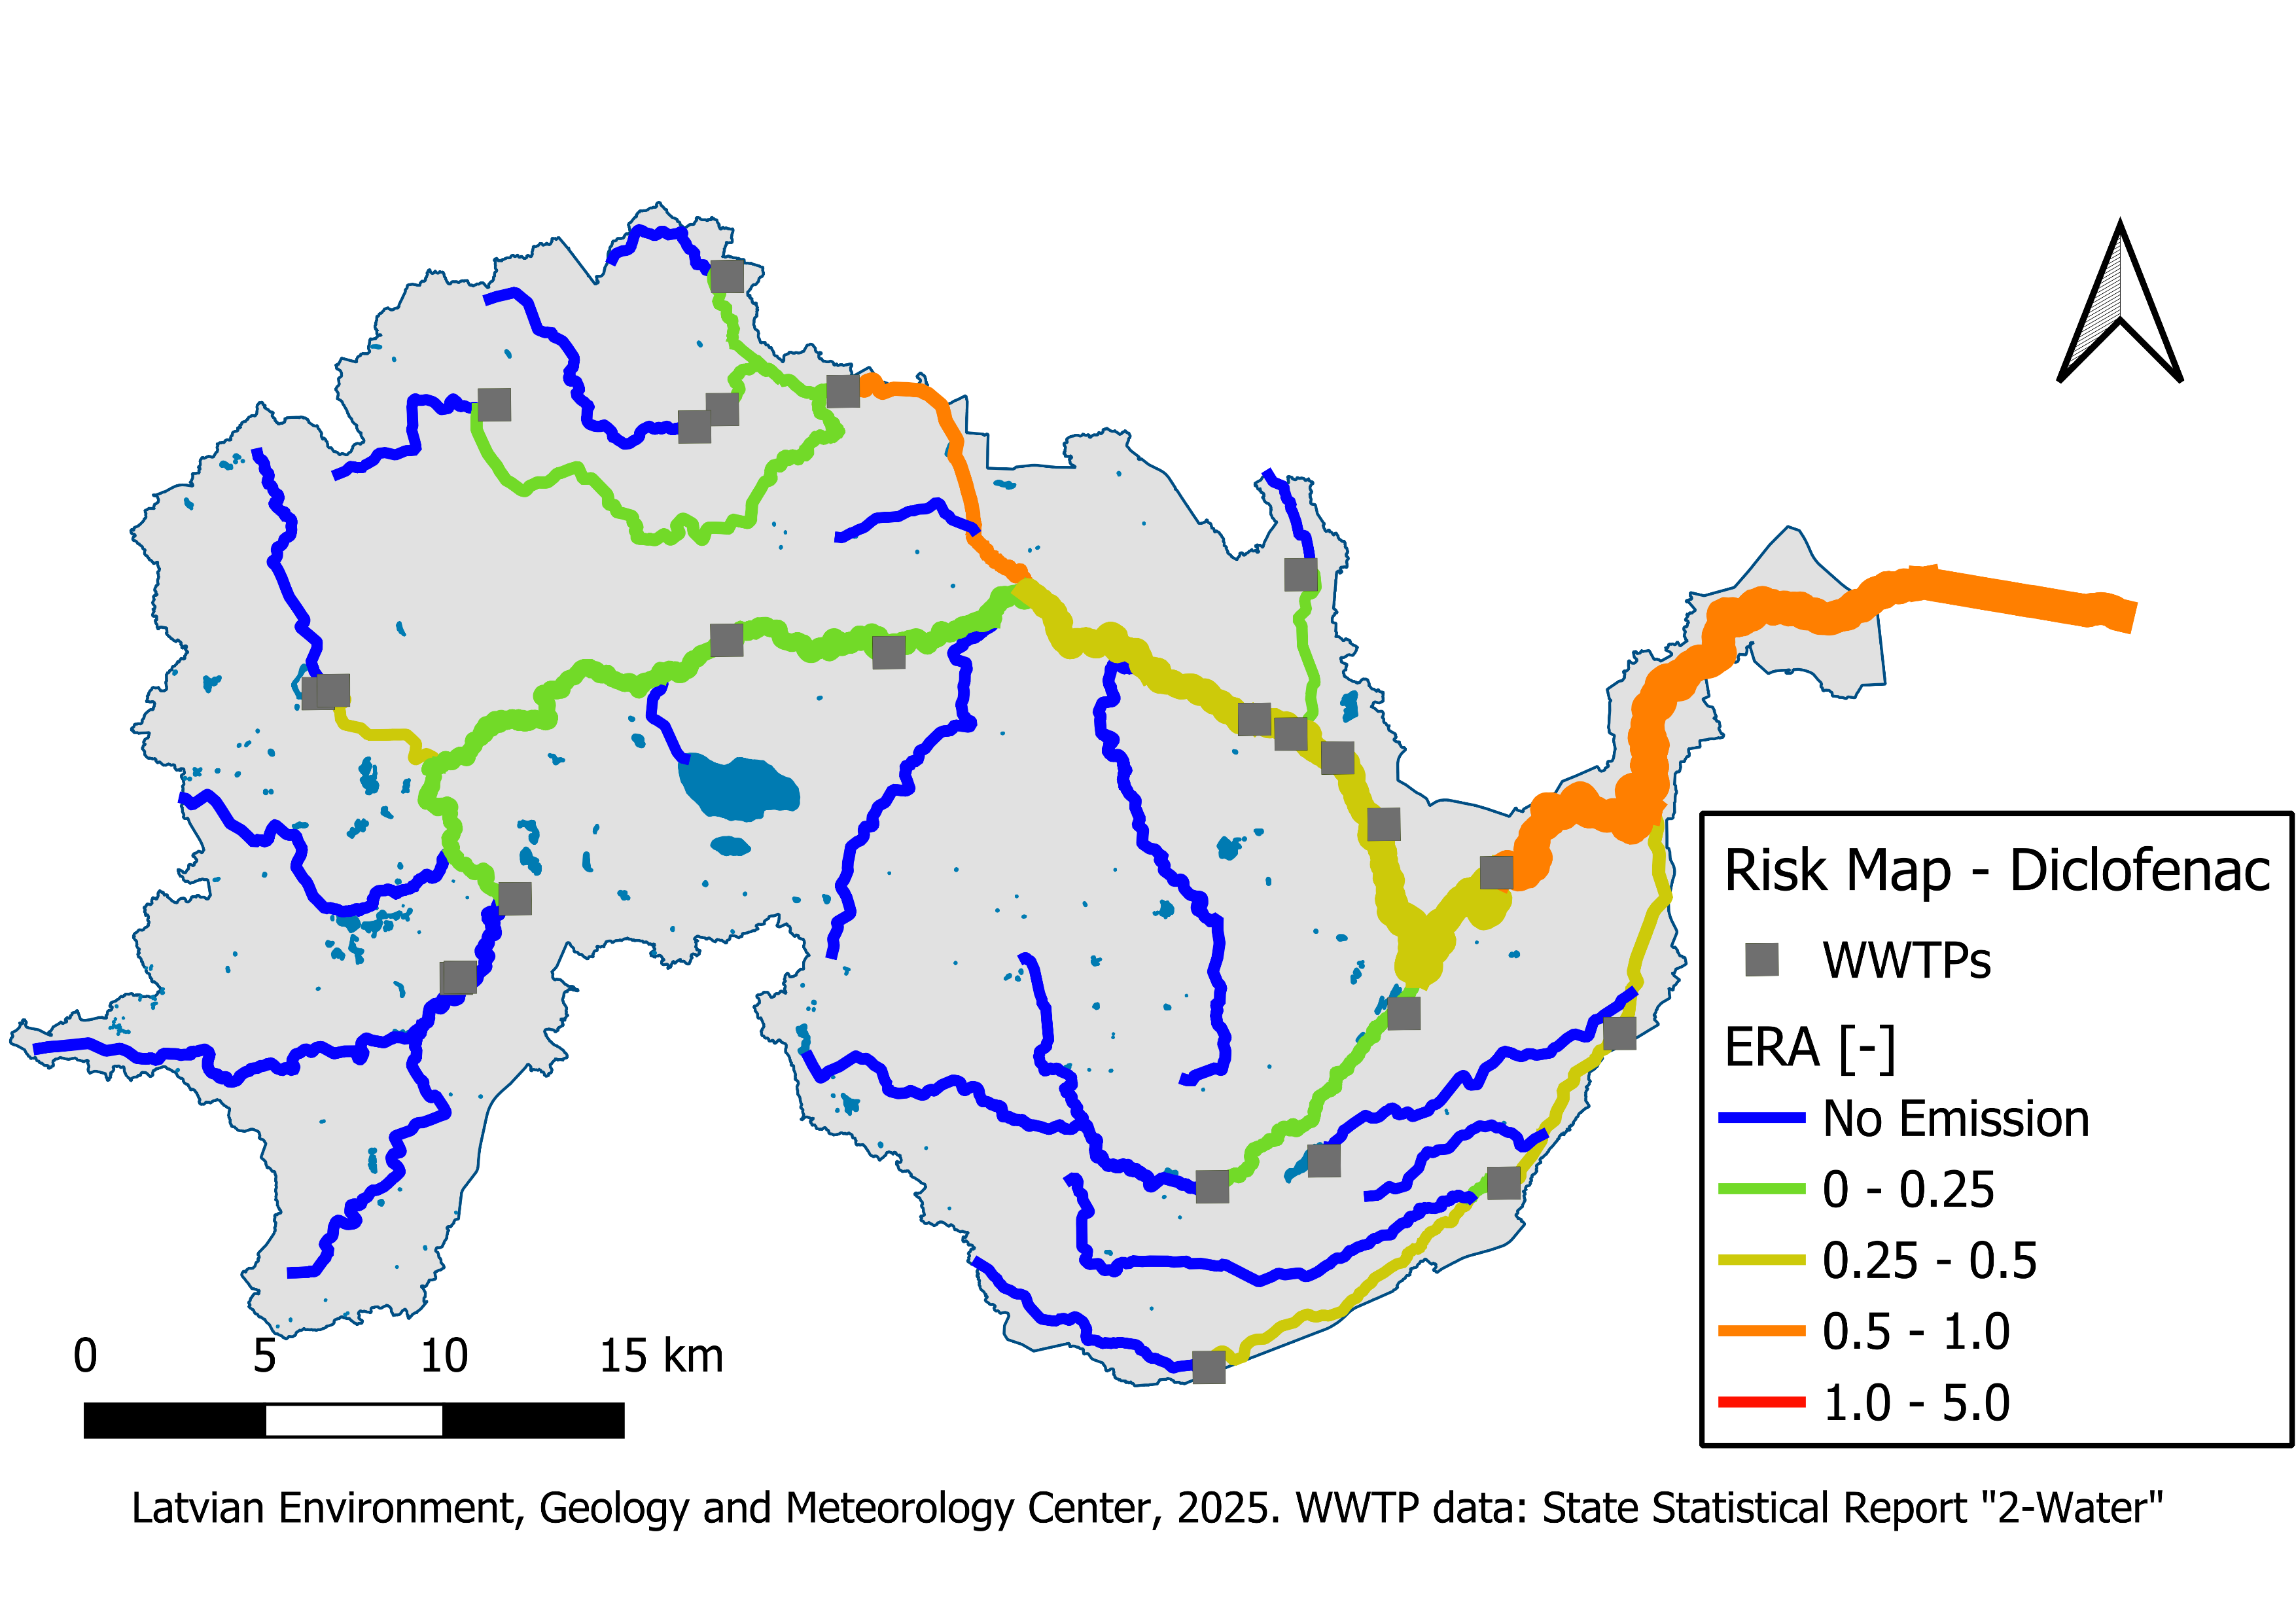 Risk Map - Diclofenac
WWTPs
ERA [-]
No Emission
0 - 0.25
0.25 - 0.5
0.5 - 1.0
1.0 - 5.0
0 5 10 15 km
Latvian Environment, Geology and Meteorology Center, 2025. WWTP data: State Statistical Report "2-Water"